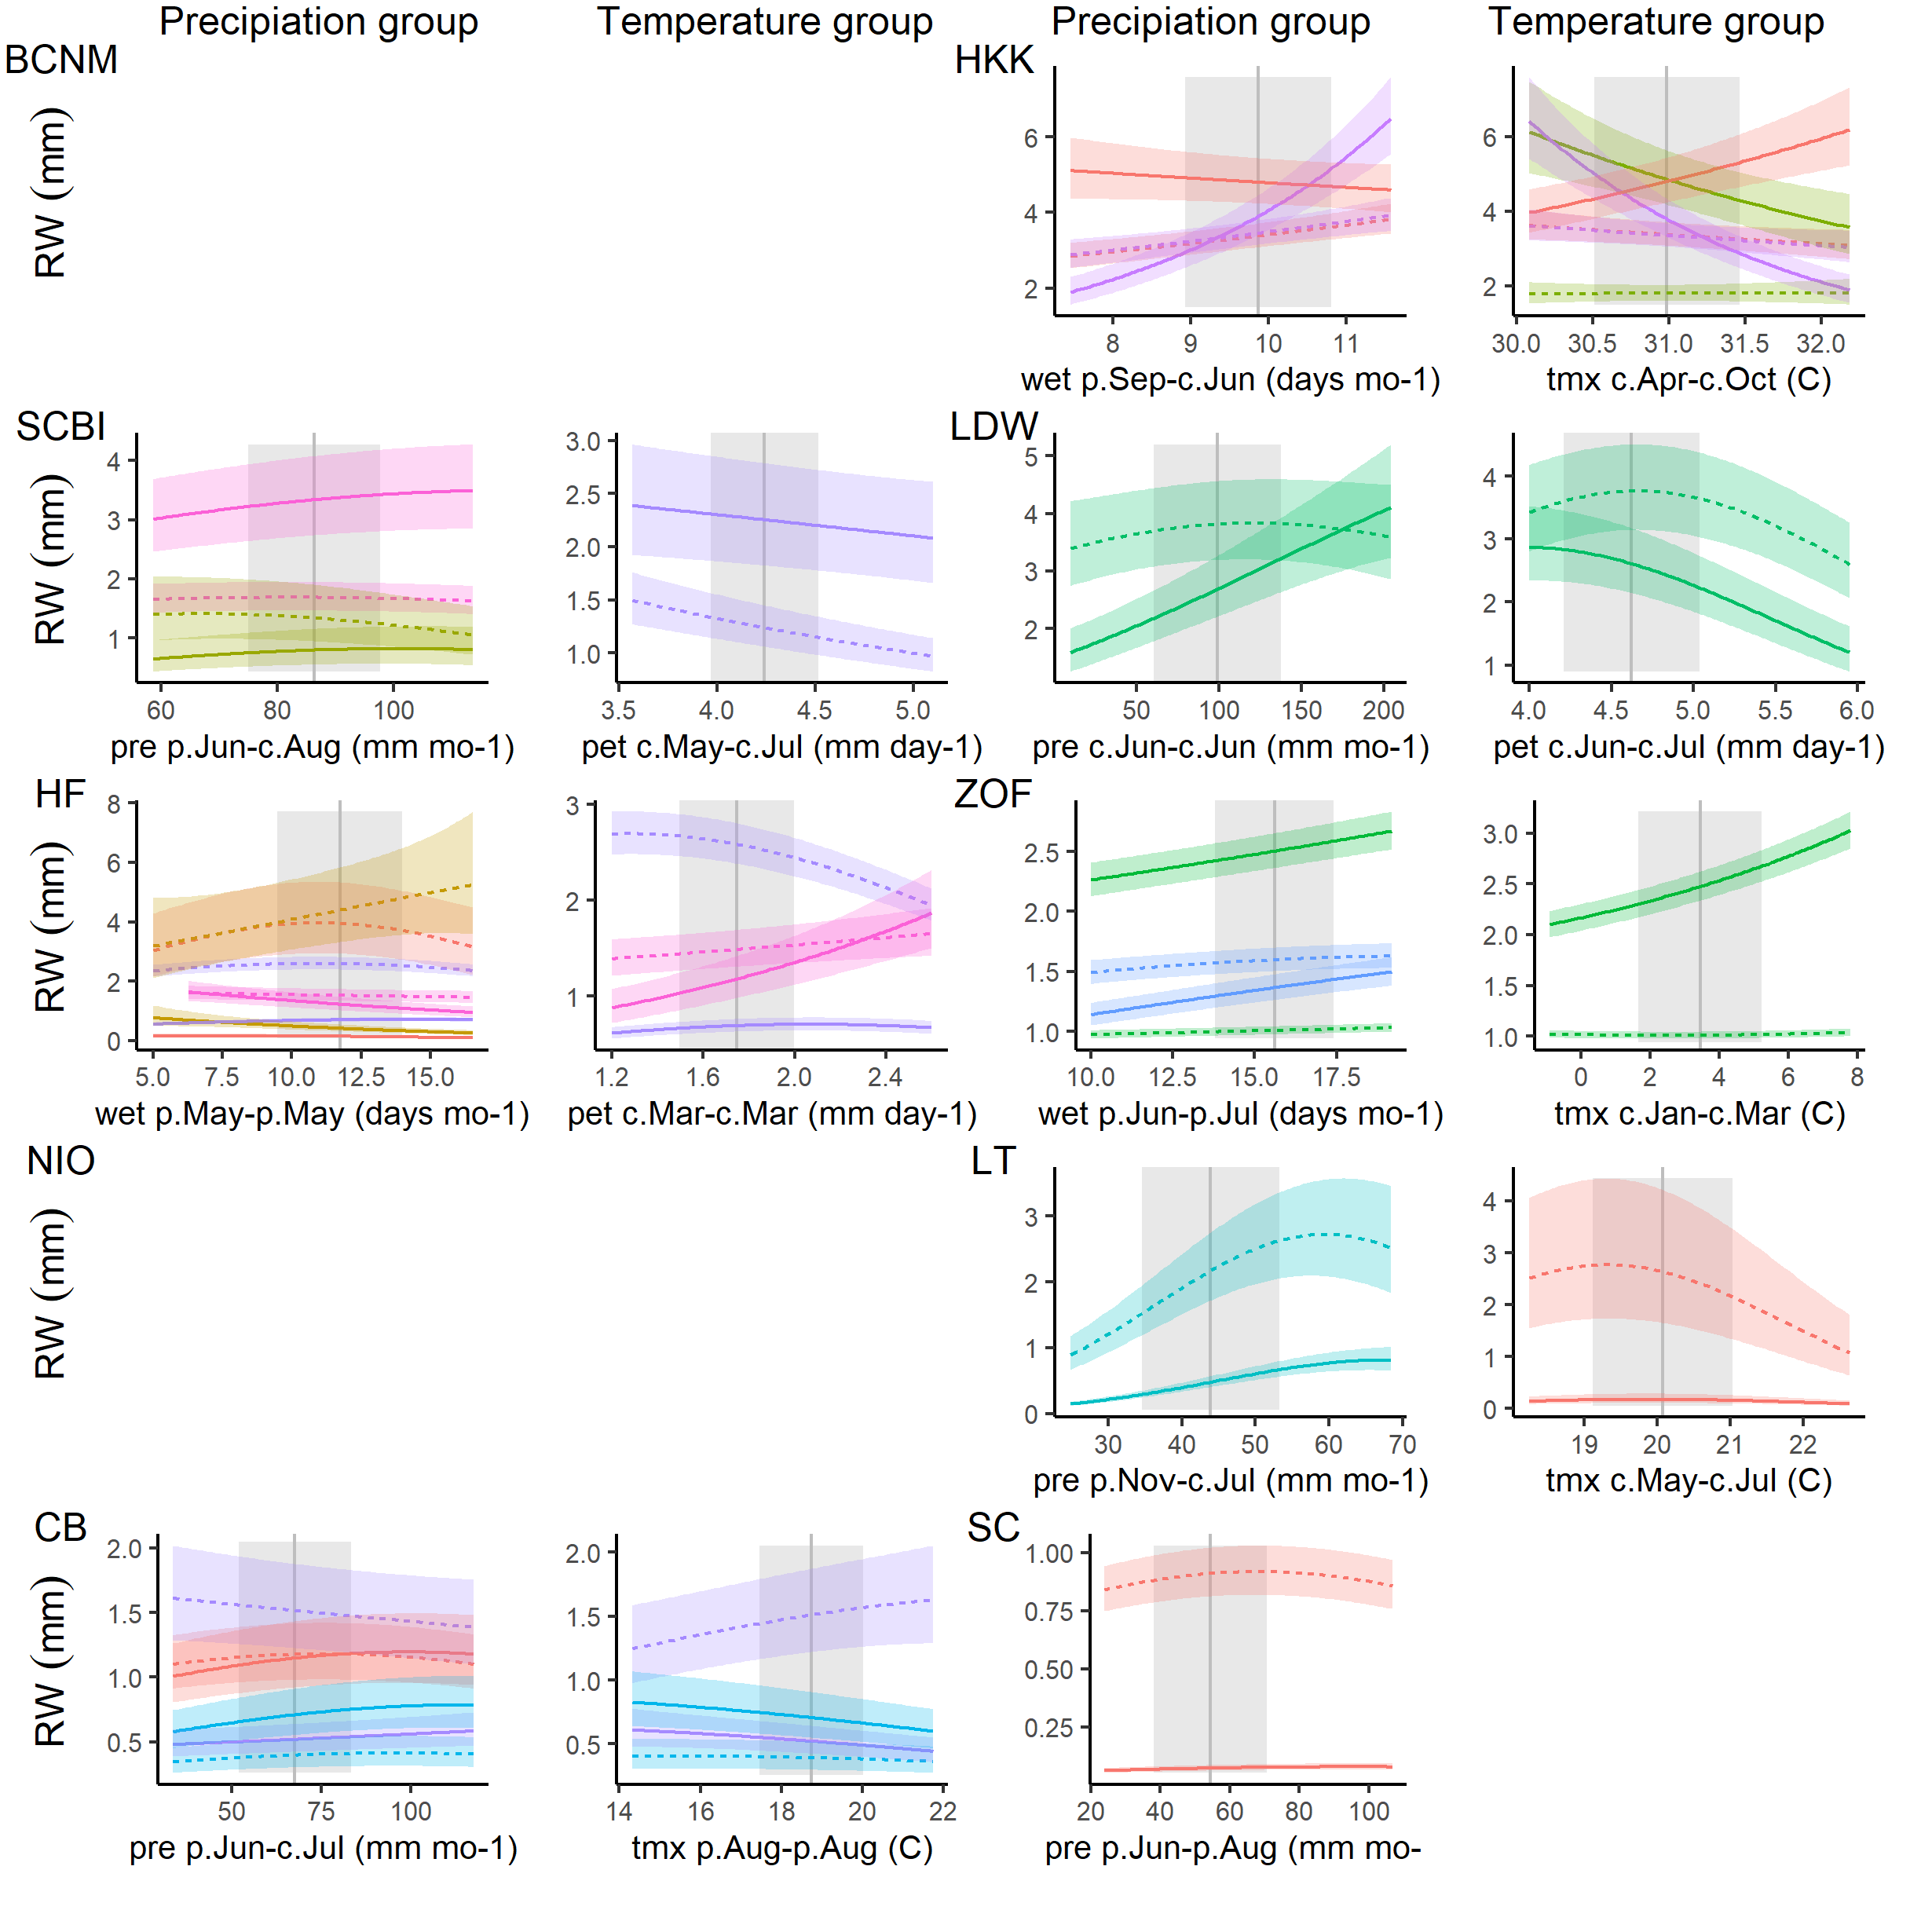 Precipiation group
Temperature group
Precipiation group
Temperature group
BCNM
RW (mm)
HKK
6
4
2
8 9 10 11
wet p.Sep-c.Jun (days mo-1)
6
4
2
30.0 30.5 31.0 31.5 32.0
tmx c.Apr-c.Oct (C)
SCBI
RW (mm)
4
3
2
1
60 80 100
pre p.Jun-c.Aug (mm mo-1)
3.0
2.5
2.0
1.5
1.0
3.5 4.0 4.5 5.0
pet c.May-c.Jul (mm day-1)
LDW
5
4
3
2
50 100 150 200
pre c.Jun-c.Jun (mm mo-1)
4
3
2
1
4.0 4.5 5.0 5.5 6.0
pet c.Jun-c.Jul (mm day-1)
HF
RW (mm)
8
6
4
2
0
5.0 7.5 10.0 12.5 15.0
wet p.May-p.May (days mo-1)
3
2
1
1.2 1.6 2.0 2.4
pet c.Mar-c.Mar (mm day-1)
ZOF
2.5
2.0
1.5
1.0
10.0 12.5 15.0 17.5
wet p.Jun-p.Jul (days mo-1)
3.0
2.5
2.0
1.5
1.0
0 2 4 6 8
tmx c.Jan-c.Mar (C)
NIO
RW (mm)
LT
3
2
1
0
30 40 50 60 70
pre p.Nov-c.Jul (mm mo-1)
4
3
2
1
0
19 20 21 22
tmx c.May-c.Jul (C)
CB
RW (mm)
2.0
1.5
1.0
0.5
50 75 100
pre p.Jun-c.Jul (mm mo-1)
2.0
1.5
1.0
0.5
14 16 18 20 22
tmx p.Aug-p.Aug (C)
SC
1.00
0.75
0.50
0.25
20 40 60 80 100
pre p.Jun-p.Aug (mm mo-